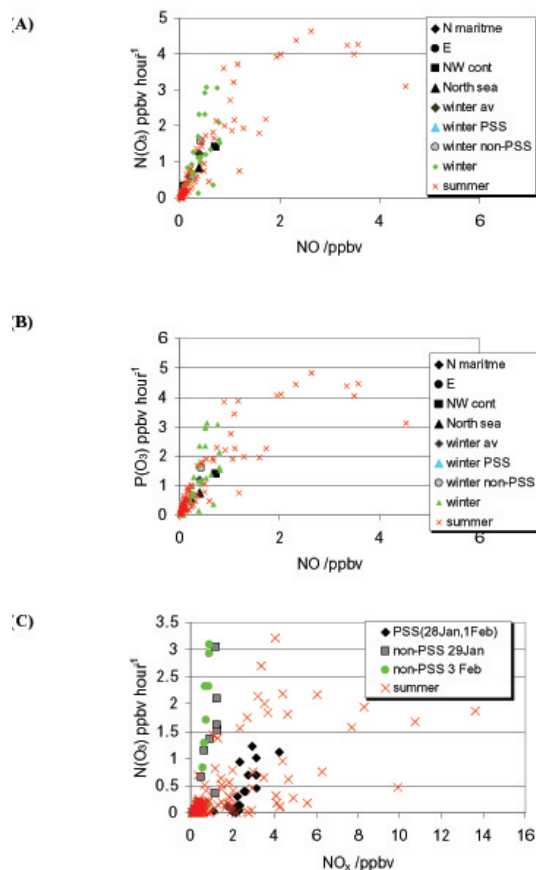 (A)
5
4
3
2
1
0
0
2
4
6
N(O₃) ppbv hour⁻¹
NO /ppbv
N maritme
E
NW cont
North sea
winter av
winter PSS
winter non-PSS
winter
summer
(B)
6
5
4
3
2
1
0
0
2
4
6
P(O₃) ppbv hour⁻¹
NO /ppbv
N maritme
E
NW cont
North sea
winter av
winter PSS
winter non-PSS
winter
summer
(C)
3.5
3
2.5
2
1.5
1
0.5
0
0
2
4
6
8
10
12
14
16
N(O₃) ppbv hour⁻¹
NOₓ/ppbv
PSS(28Jan,1Feb)
non-PSS 29Jan
non-PSS 3 Feb
summer